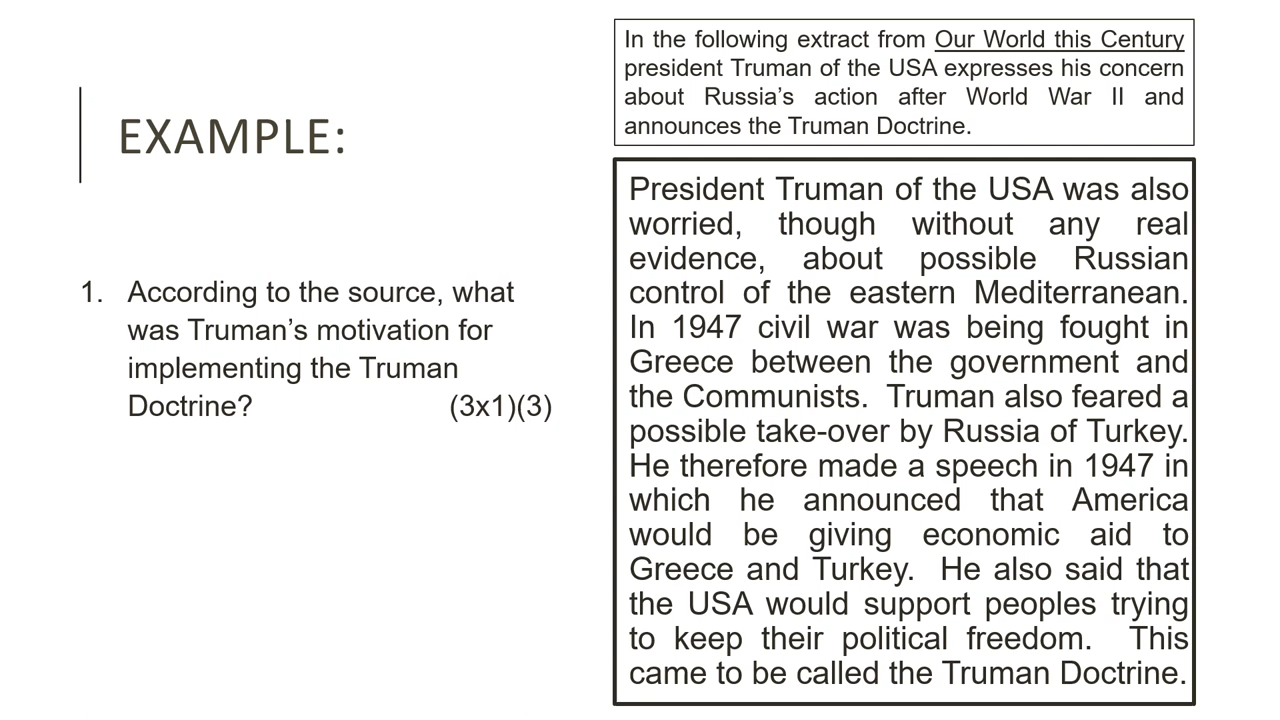 EXAMPLE:
1. According to the source, what
was Truman’s motivation for
implementing the Truman
Doctrine? (3x1)(3)
In the following extract from Our World this Century
president Truman of the USA expresses his concern
about Russia’s action after World War II and
announces the Truman Doctrine.
President Truman of the USA was also
worried, though without any real
evidence, about possible Russian
control of the eastern Mediterranean.
In 1947 civil war was being fought in
Greece between the government and
the Communists. Truman also feared a
possible take-over by Russia of Turkey.
He therefore made a speech in 1947 in
which he announced that America
would be giving economic aid to
Greece and Turkey. He also said that
the USA would support peoples trying
to keep their political freedom. This
came to be called the Truman Doctrine.